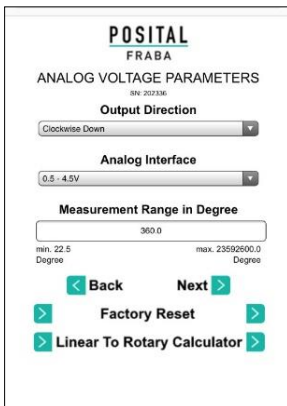 POSITAL
FRABA
ANALOG VOLTAGE PARAMETERS
SN: 202336
Output Direction
Clockwise Down
Analog Interface
0.5 - 4.5V
Measurement Range in Degree
360.0
min. 22.5 max. 23592600.0
Degree Degree
Back Next
Factory Reset
Linear To Rotary Calculator